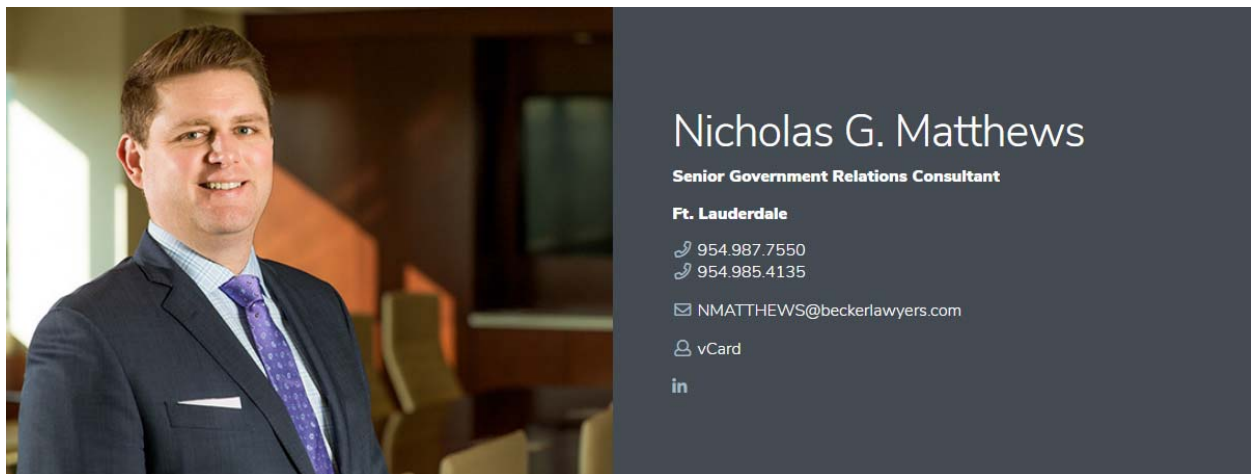 Nicholas G. Matthews
Senior Government Relations Consultant
Ft. Lauderdale
954.987.7550
954.985.4135
NMATTHEWS@beckerlawyers.com
vCard
in